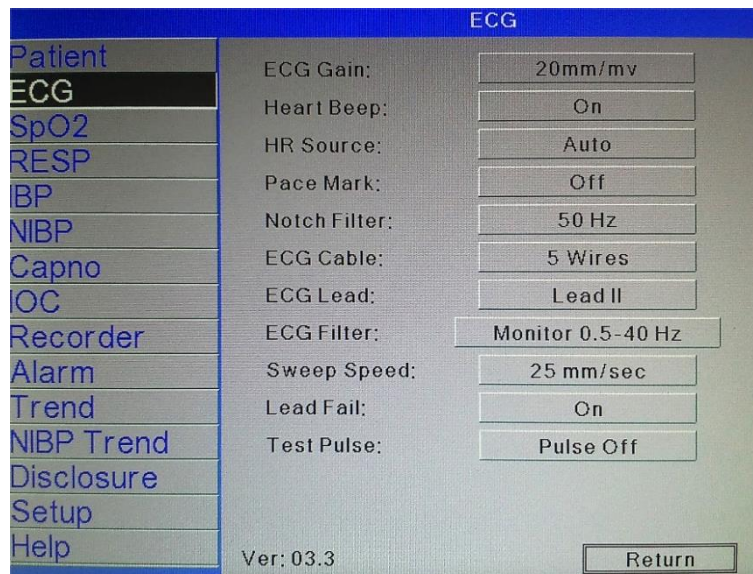 ECG
Patient
ECG
SpO2
RESP
IBP
NIBP
Capno
IOC
Recorder
Alarm
Trend
NIBP Trend
Disclosure
Setup
Help
ECG Gain: 20mm/mv
Heart Beep: On
HR Source: Auto
Pace Mark: Off
Notch Filter: 50 Hz
ECG Cable: 5 Wires
ECG Lead: Lead II
ECG Filter: Monitor 0.5-40 Hz
Sweep Speed: 25 mm/sec
Lead Fail: On
Test Pulse: Pulse Off
Ver: 03.3 Return